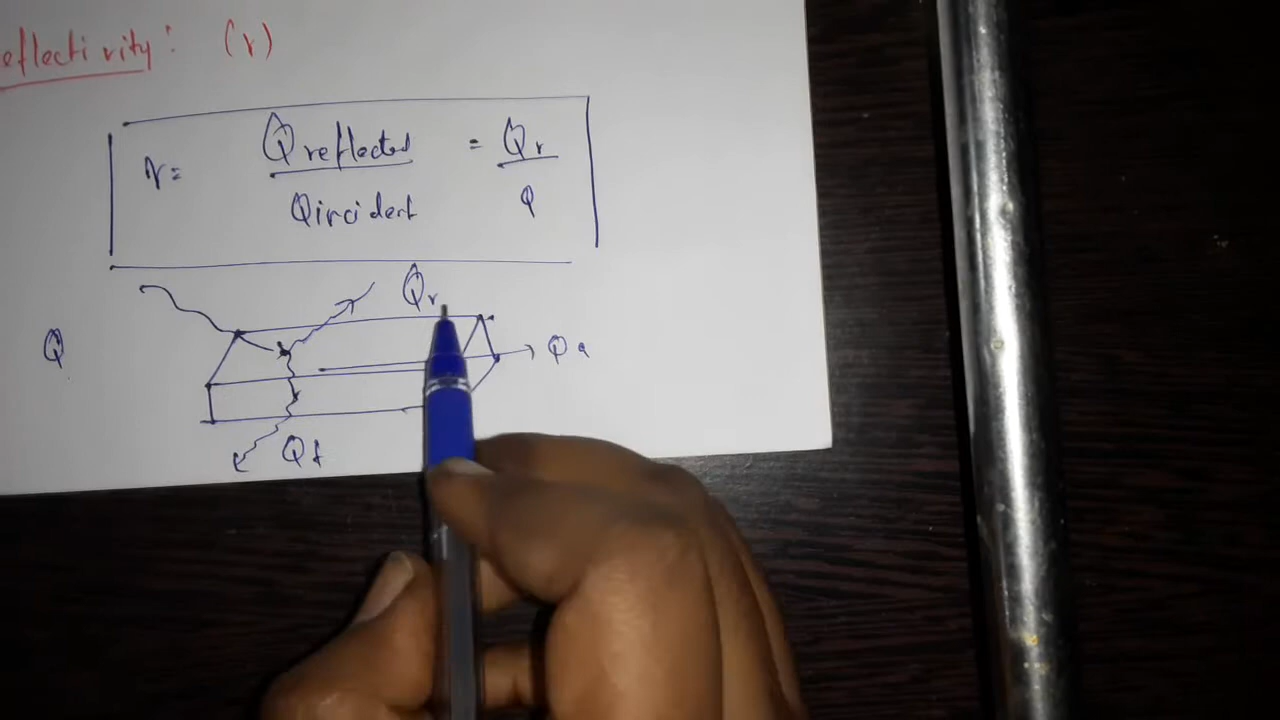 eflectivity: (r)
r = Q reflected / Q incident = Qr / Q
Qr
Q
Qa
Qt